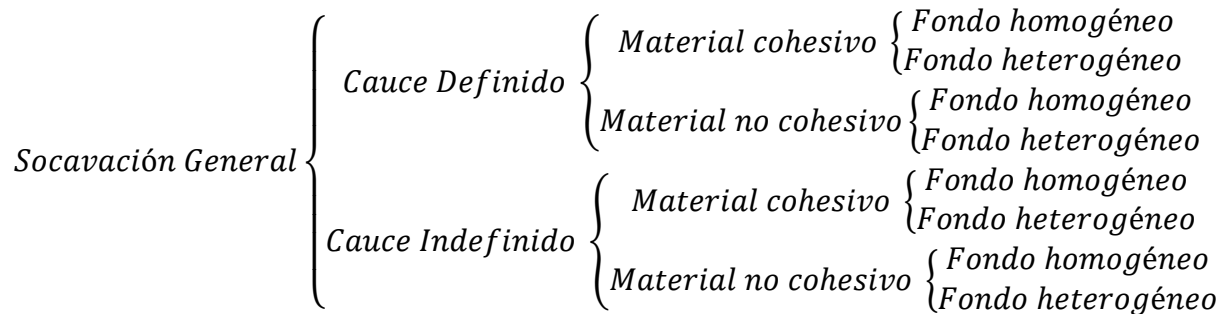 Socavación General
Cauce Definido
Material cohesivo
Fondo homogéneo
Fondo heterogéneo
Material no cohesivo
Fondo homogéneo
Fondo heterogéneo
Cauce Indefinido
Material cohesivo
Fondo homogéneo
Fondo heterogéneo
Material no cohesivo
Fondo homogéneo
Fondo heterogéneo